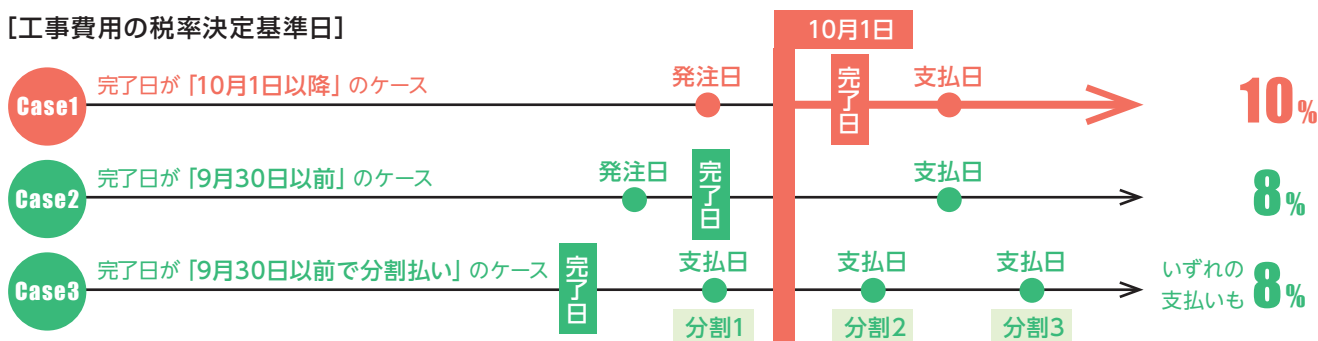 [工事費用の税率決定基準日]
10月1日
Case1
完了日が「10月1日以降」のケース
発注日
完了日
支払日
10%
Case2
完了日が「9月30日以前」のケース
発注日
完了日
支払日
8%
Case3
完了日が「9月30日以前で分割払い」のケース
完了日
支払日
支払日
支払日
分割1
分割2
分割3
いずれの
支払いも
8%